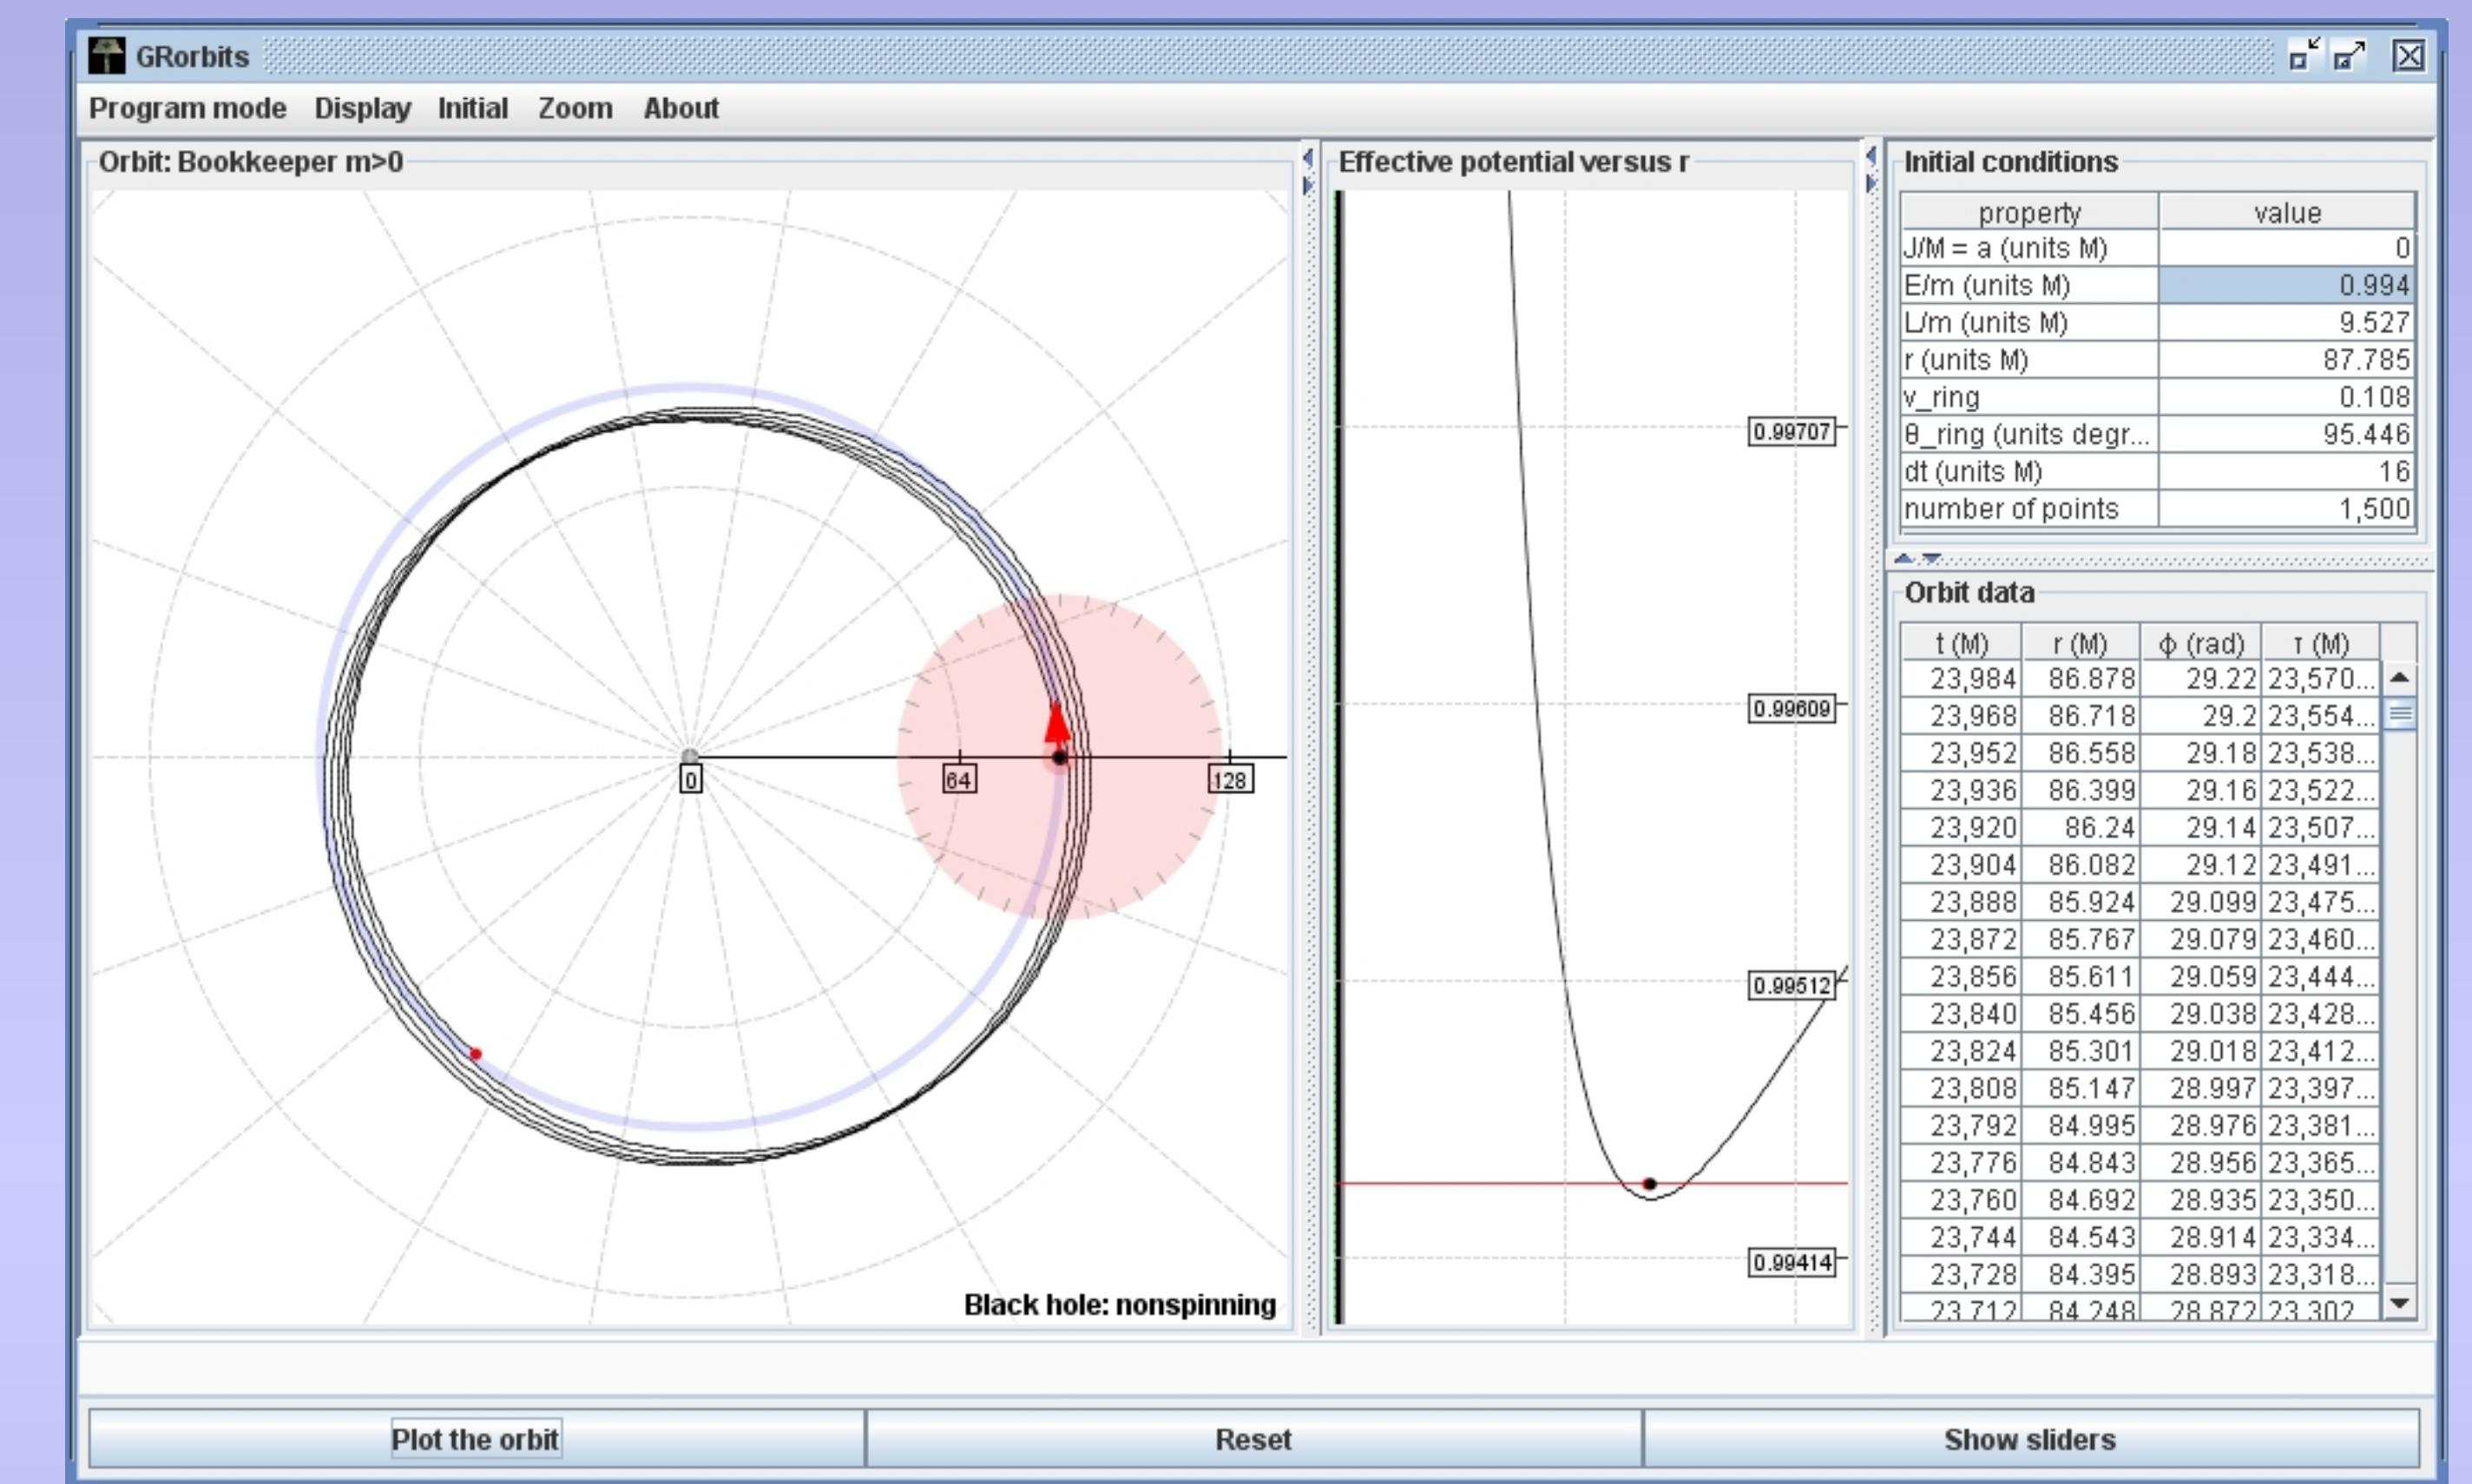 GRorbits
Program mode Display Initial Zoom About
Orbit: Bookkeeper m>0
0
64
128
Black hole: nonspinning
Effective potential versus r
0.99707
0.99609
0.99512
0.99414
Initial conditions
property value
J/M = a (units M) 0
E/m (units M) 0.994
L/m (units M) 9.527
r (units M) 87.785
v_ring 0.108
θ_ring (units degr... 95.446
dt (units M) 16
number of points 1,500
Orbit data
t (M) r (M) ϕ (rad) τ (M)
23,984 86.878 29.22 23,570...
23,968 86.718 29.2 23,554...
23,952 86.558 29.18 23,538...
23,936 86.399 29.16 23,522...
23,920 86.24 29.14 23,507...
23,904 86.082 29.12 23,491...
23,888 85.924 29.099 23,475...
23,872 85.767 29.079 23,460...
23,856 85.611 29.059 23,444...
23,840 85.456 29.038 23,428...
23,824 85.301 29.018 23,412...
23,808 85.147 28.997 23,397...
23,792 84.995 28.976 23,381...
23,776 84.843 28.956 23,365...
23,760 84.692 28.935 23,350...
23,744 84.543 28.914 23,334...
23,728 84.395 28.893 23,318...
23,712 84.248 28.872 23,302
Plot the orbit Reset Show sliders